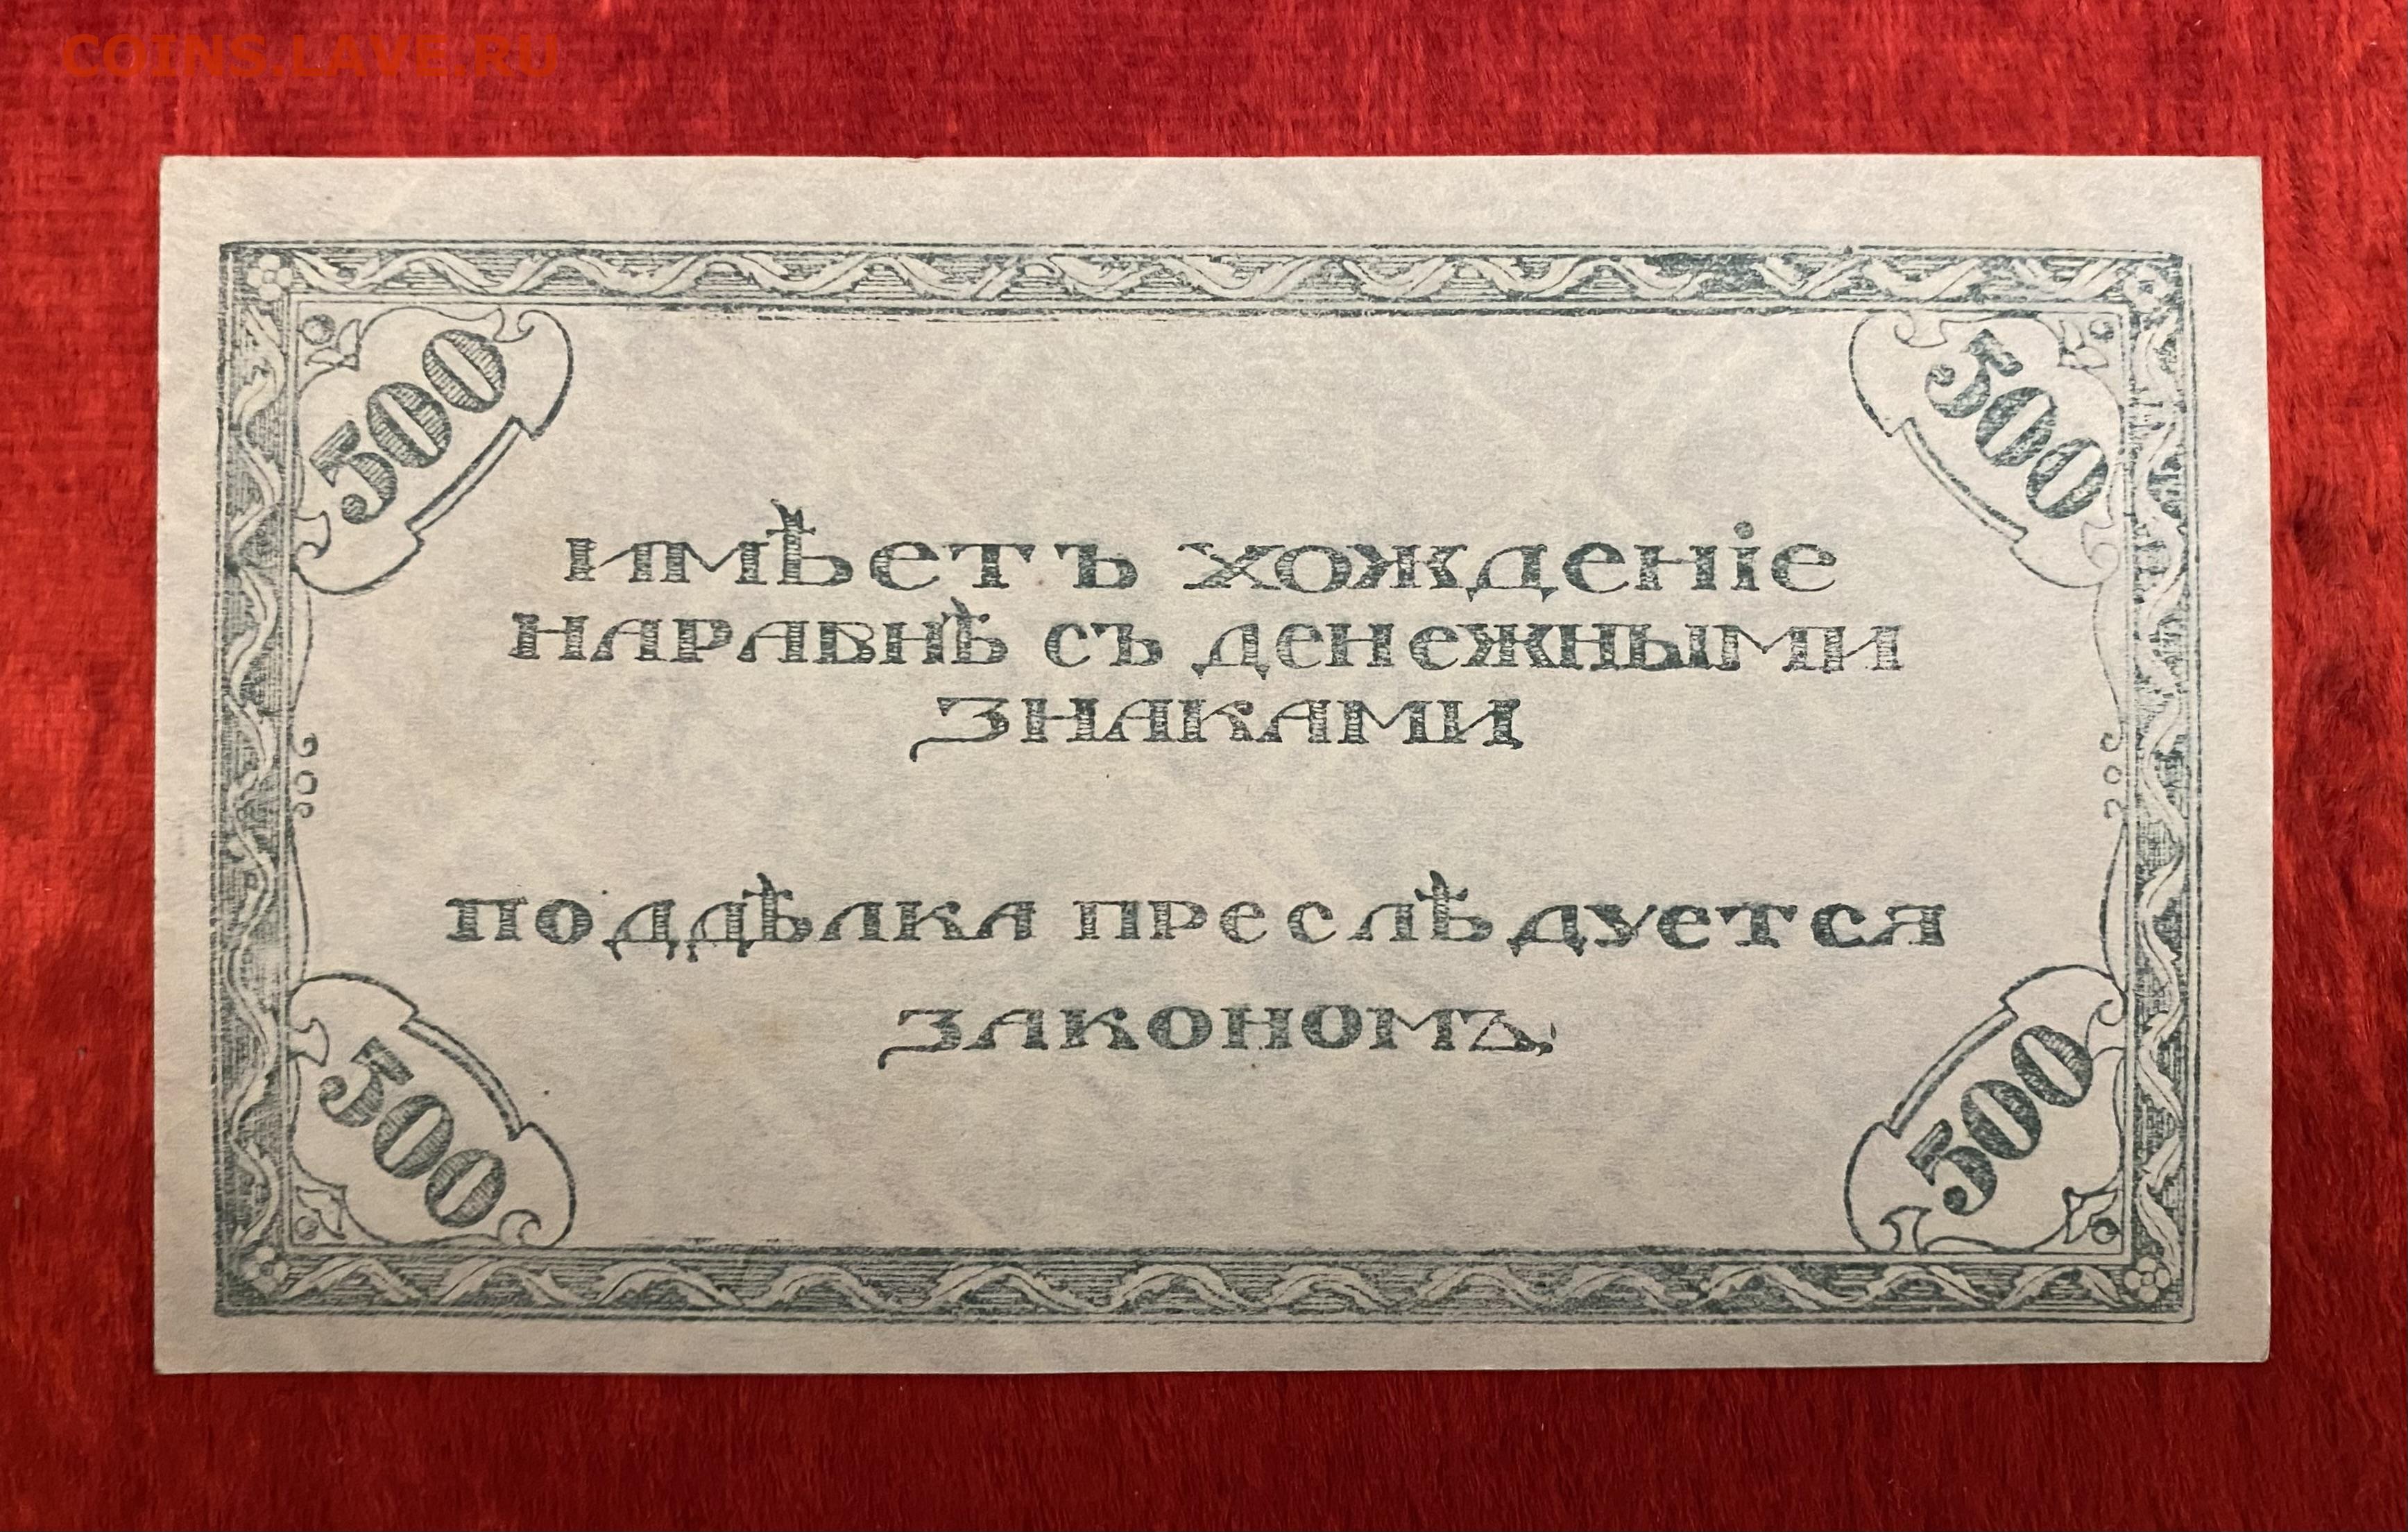 COINS.LAVE.RU
500 500
имѣетъ хожденіе
наравнѣ съ денежными
знаками
поддѣлка преслѣдуется
закономъ.
500 500